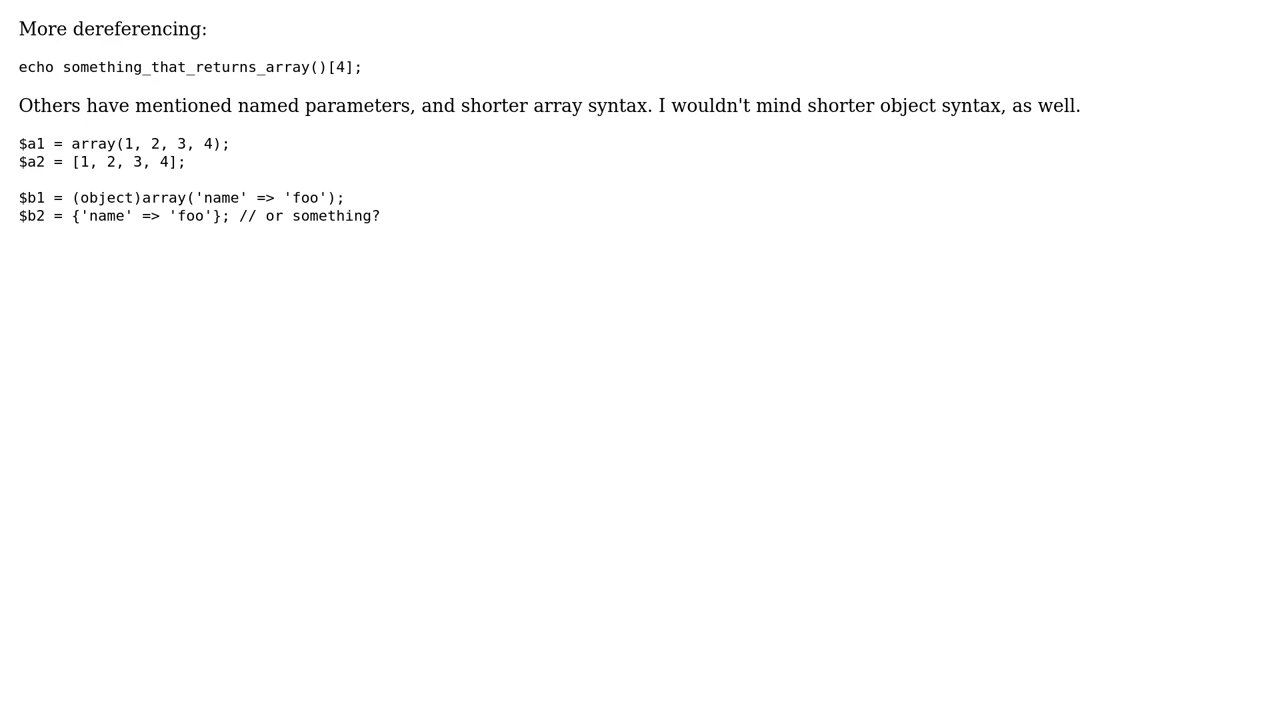 More dereferencing:
echo something_that_returns_array()[4];
Others have mentioned named parameters, and shorter array syntax. I wouldn't mind shorter object syntax, as well.
$a1 = array(1, 2, 3, 4);
$a2 = [1, 2, 3, 4];
$b1 = (object)array('name' => 'foo');
$b2 = {'name' => 'foo'}; // or something?